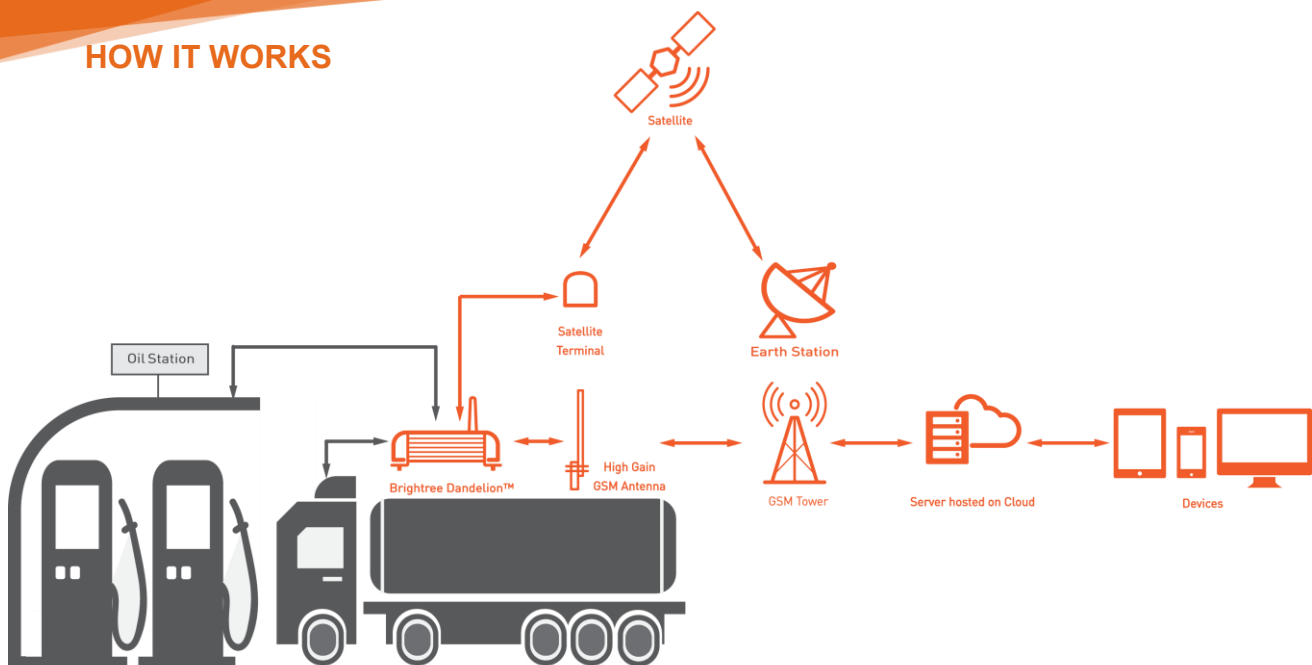 HOW IT WORKS
Satellite
Satellite
Terminal
Earth Station
Oil Station
Brightree Dandelion™
High Gain
GSM Antenna
GSM Tower
Server hosted on Cloud
Devices